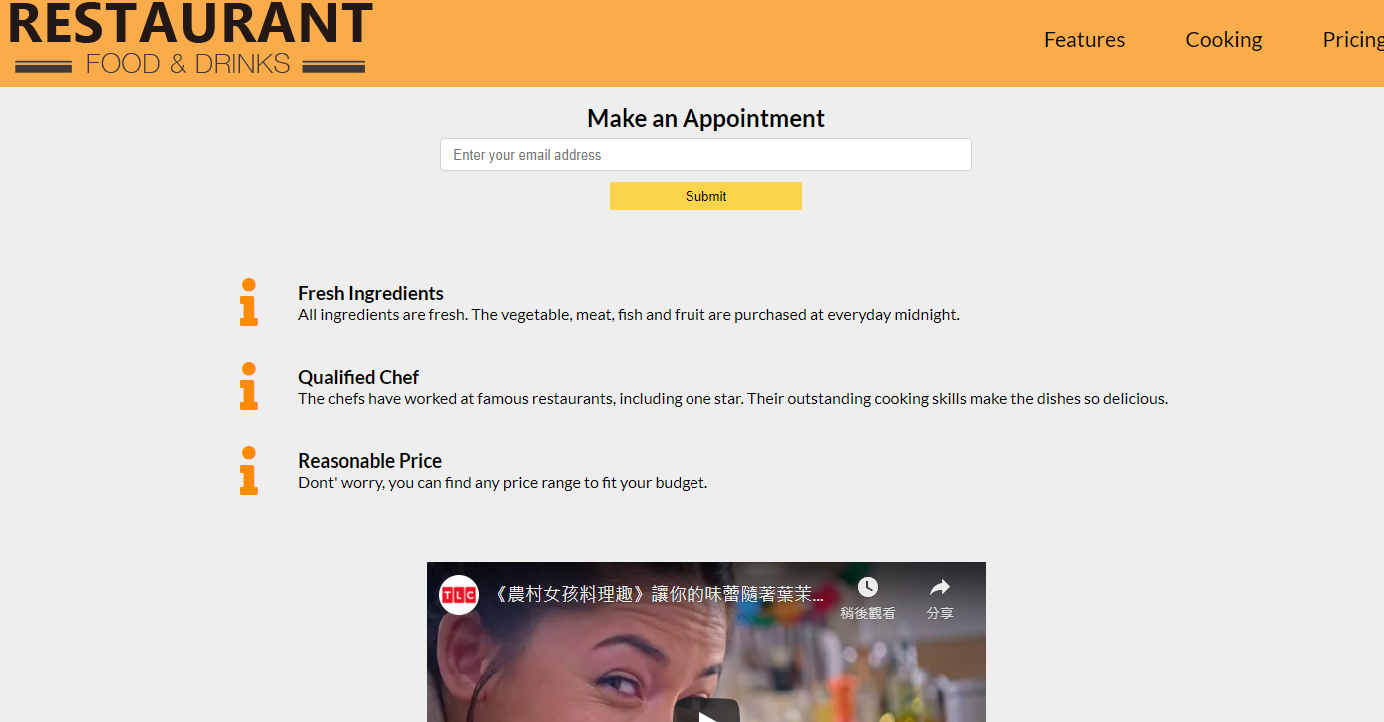 RESTAURANT
FOOD & DRINKS
Features
Cooking
Pricing
Make an Appointment
Enter your email address
Submit
Fresh Ingredients
All ingredients are fresh. The vegetable, meat, fish and fruit are purchased at everyday midnight.
Qualified Chef
The chefs have worked at famous restaurants, including one star. Their outstanding cooking skills make the dishes so delicious.
Reasonable Price
Dont' worry, you can find any price range to fit your budget.
TLC
《農村女孩料理趣》讓你的味蕾隨著葉茉...
稍後觀看
分享